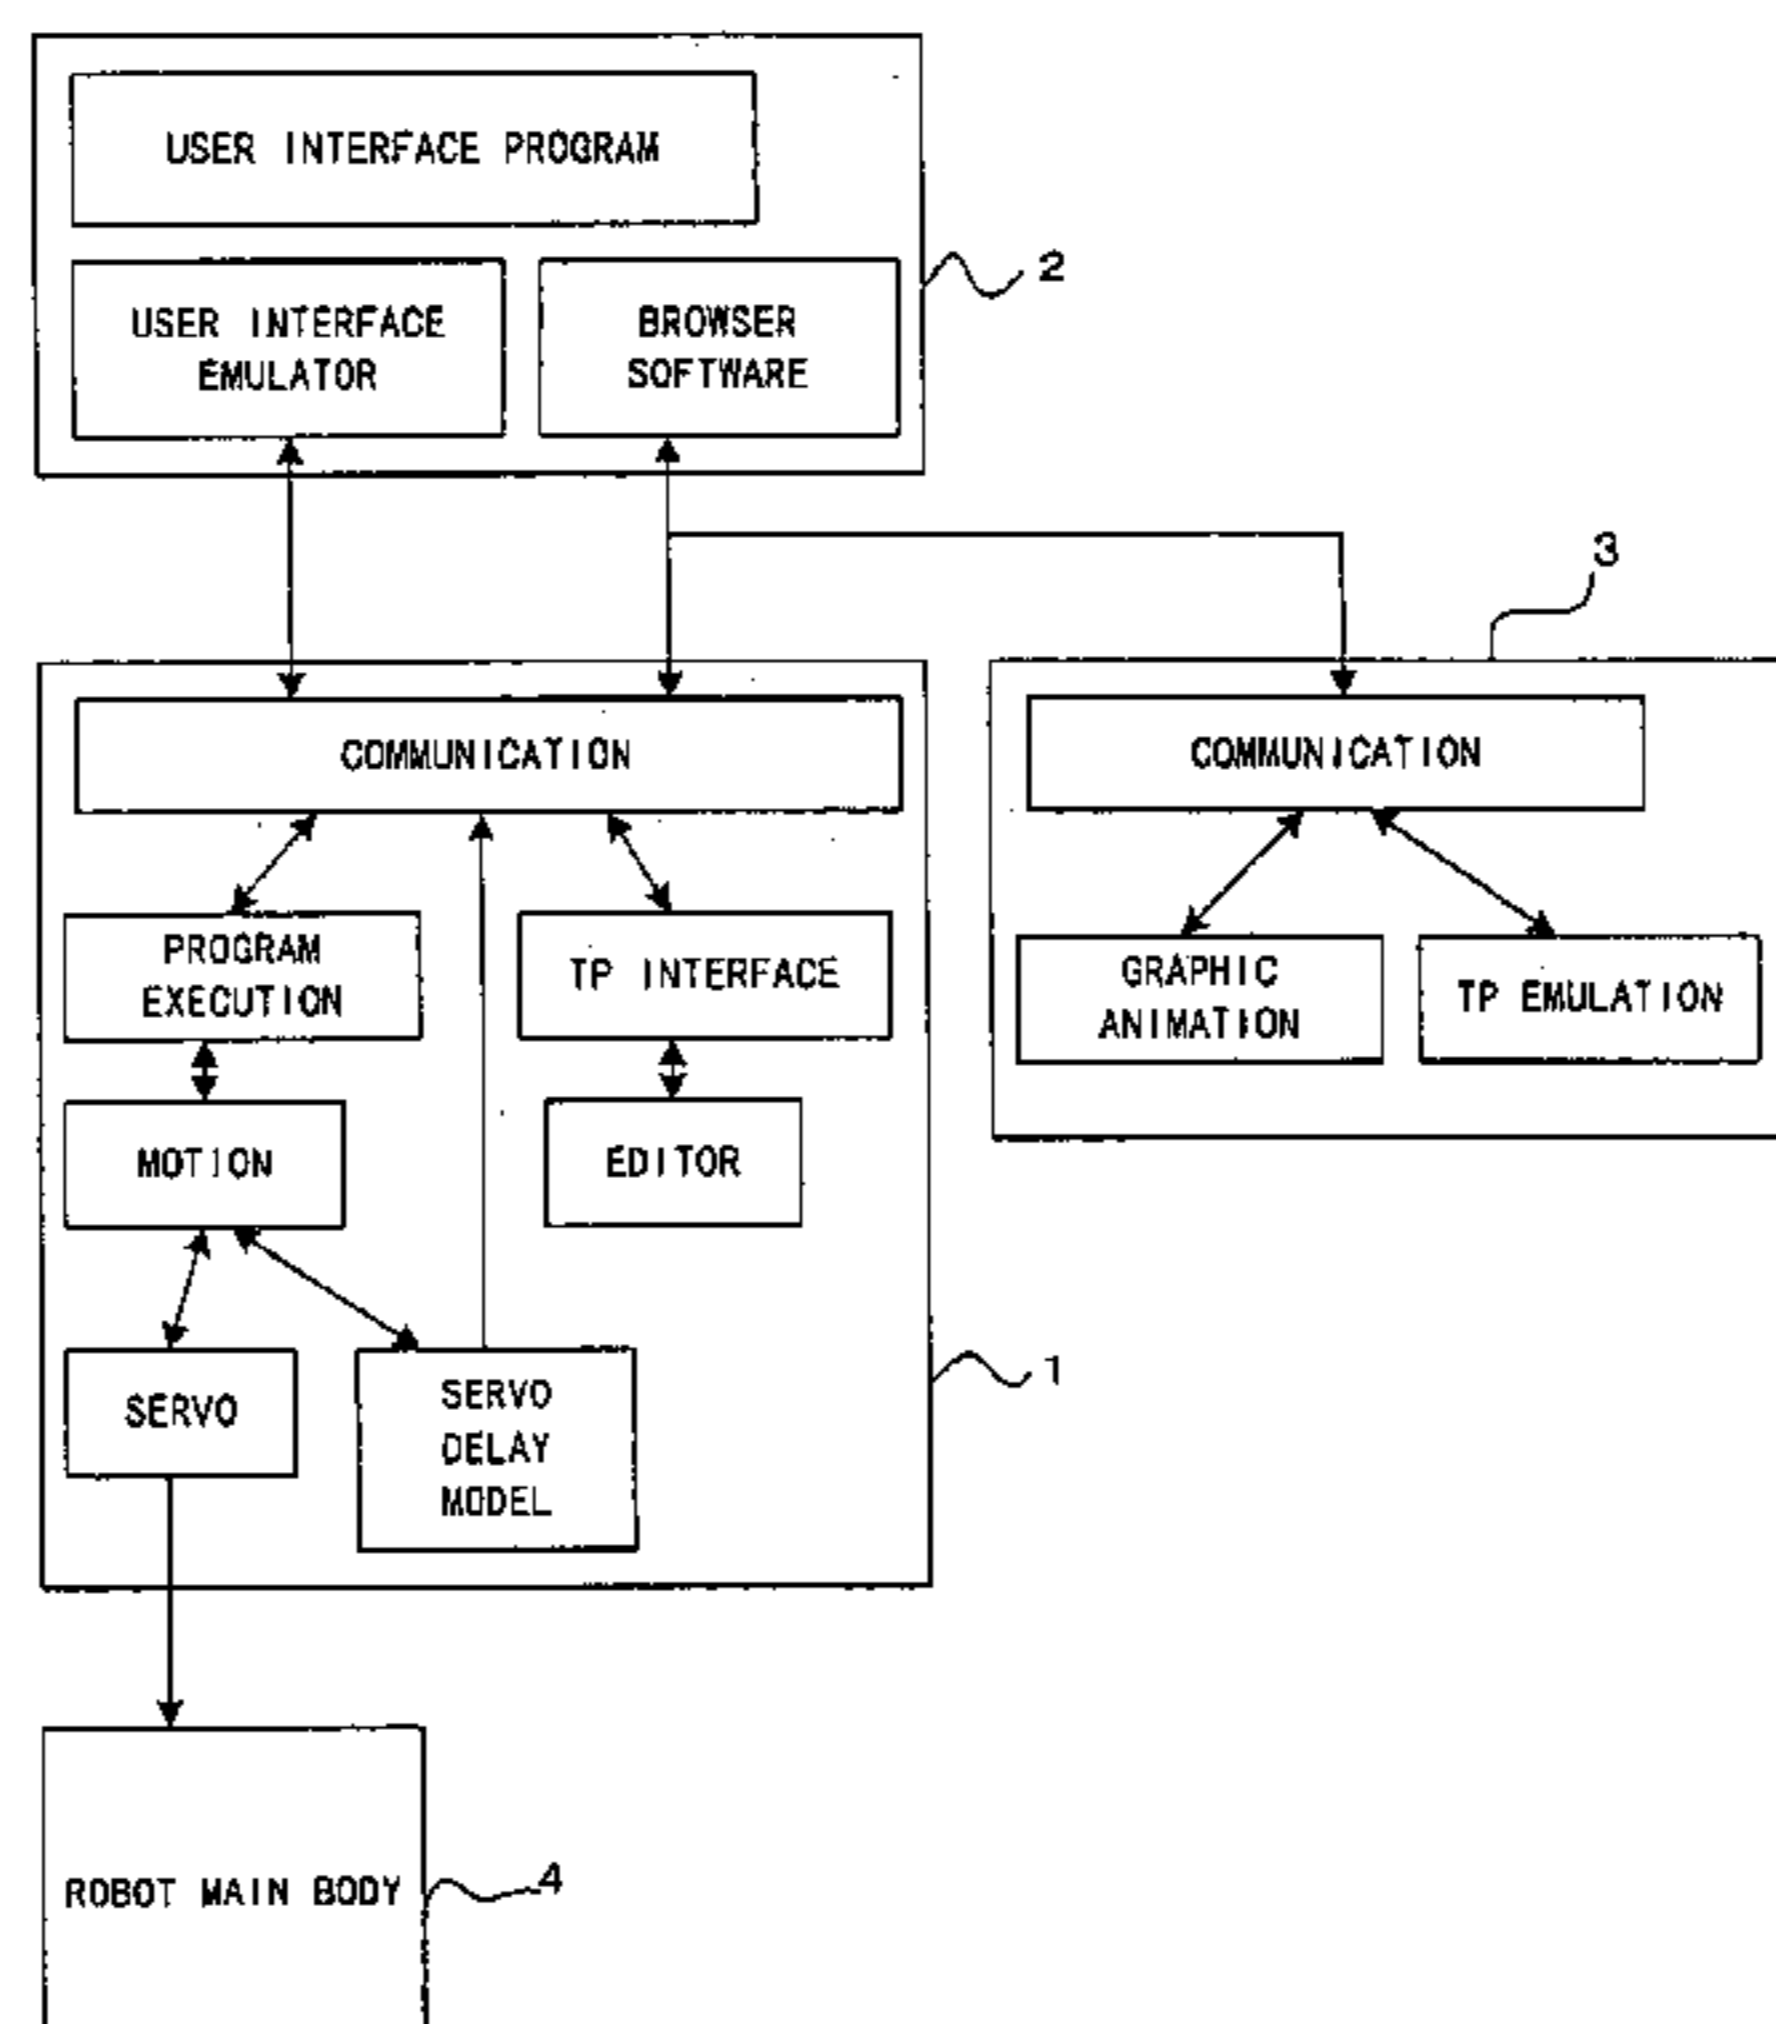 USER INTERFACE PROGRAM
USER INTERFACE
EMULATOR
BROWSER
SOFTWARE
2
3
COMMUNICATION
COMMUNICATION
PROGRAM
EXECUTION
TP INTERFACE
GRAPHIC
ANIMATION
TP EMULATION
MOTION
EDITOR
SERVO
SERVO
DELAY
MODEL
1
ROBOT MAIN BODY
4